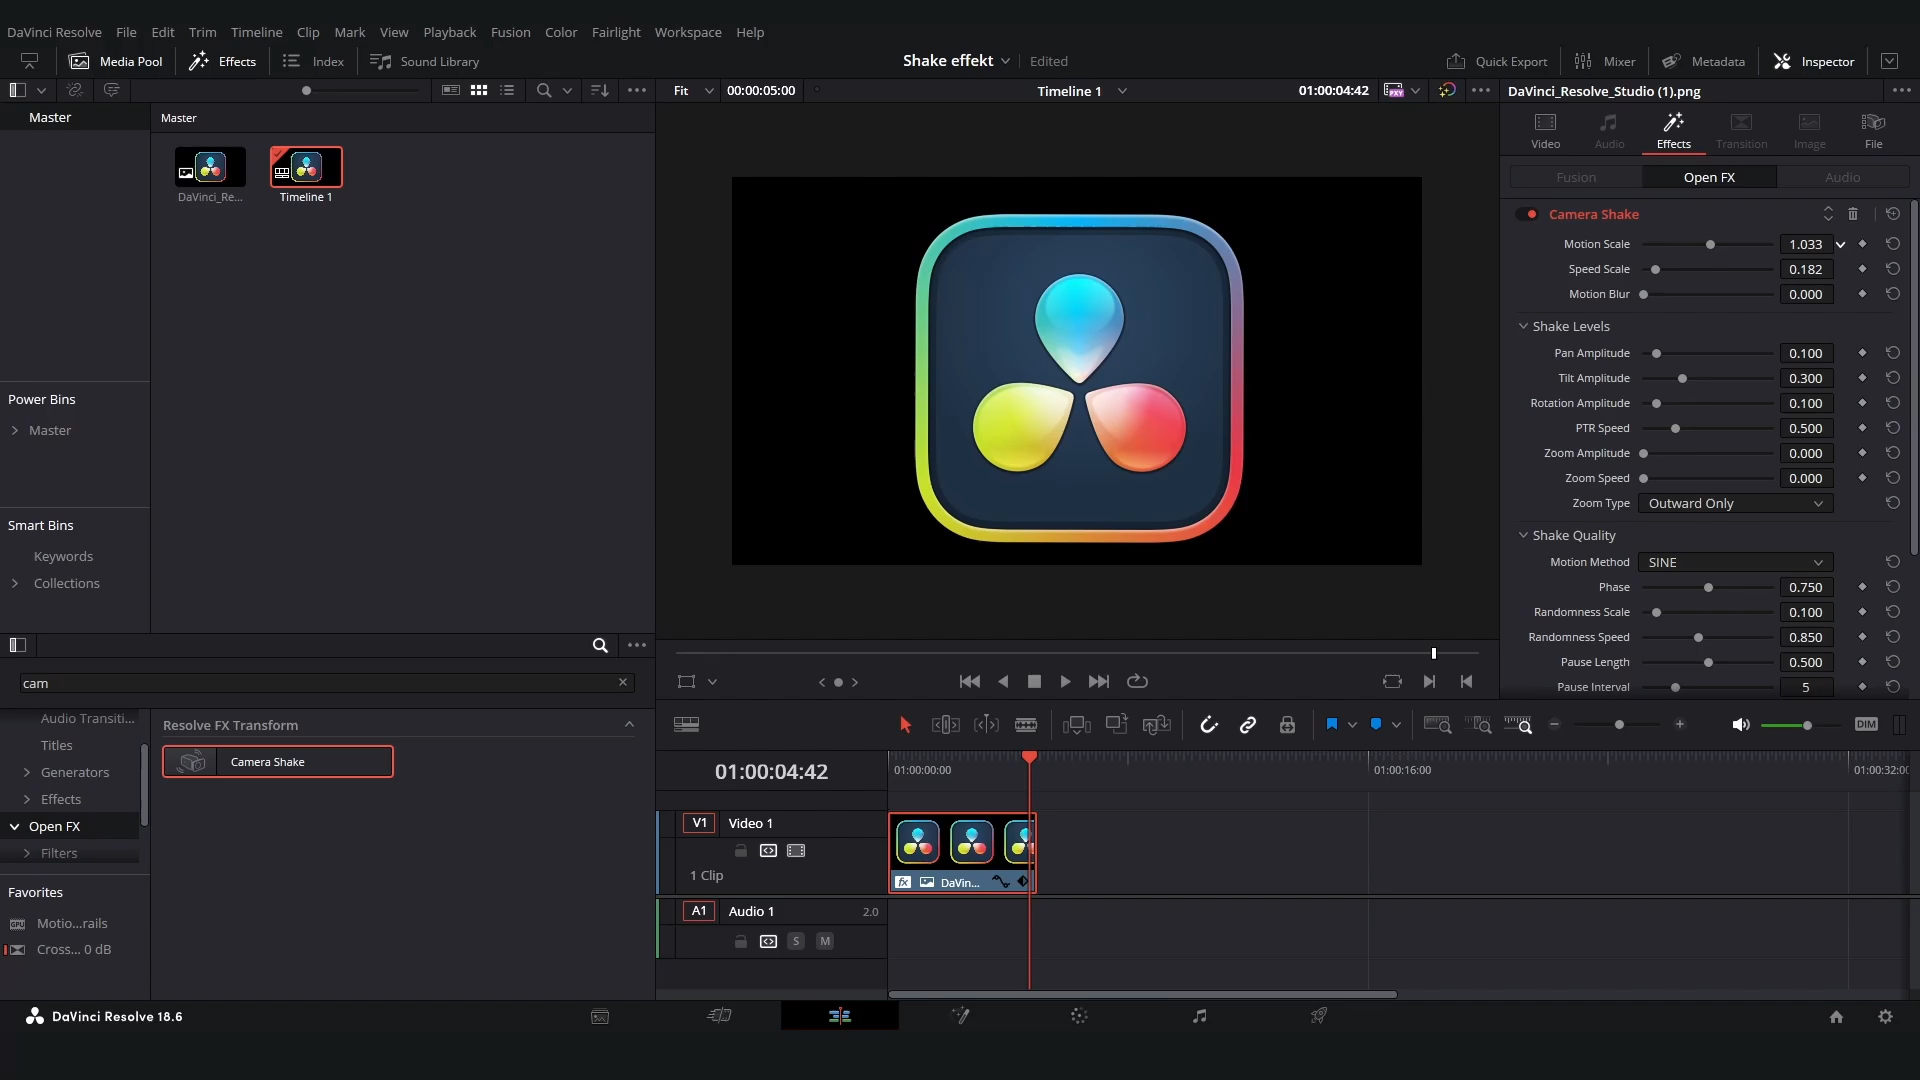 DaVinci Resolve File Edit Trim Timeline Clip Mark View Playback Fusion Color Fairlight Workspace Help
Media Pool Effects Index Sound Library Shake effekt Edited Quick Export Mixer Metadata Inspector
Fit 00:00:05:00 Timeline 1 01:00:04:42 PXY DaVinci_Resolve_Studio (1).png
Master
Master
DaVinci_Re...
Timeline 1
Power Bins
Master
Smart Bins
Keywords
Collections
Video Audio Effects Transition Image File
Fusion Open FX Audio
Camera Shake
Motion Scale 1.033
Speed Scale 0.182
Motion Blur 0.000
Shake Levels
Pan Amplitude 0.100
Tilt Amplitude 0.300
Rotation Amplitude 0.100
PTR Speed 0.500
Zoom Amplitude 0.000
Zoom Speed 0.000
Zoom Type Outward Only
Shake Quality
Motion Method SINE
Phase 0.750
Randomness Scale 0.100
Randomness Speed 0.850
Pause Length 0.500
Pause Interval 5
cam
Audio Transiti...
Titles
Generators
Effects
Open FX
Filters
Favorites
Motio...rails
Cross... 0 dB
Resolve FX Transform
Camera Shake
DIM
01:00:04:42 01:00:00:00 01:00:16:00 01:00:32:00
V1 Video 1
1 Clip
fx DaVin...
A1 Audio 1 2.0
S M
DaVinci Resolve 18.6